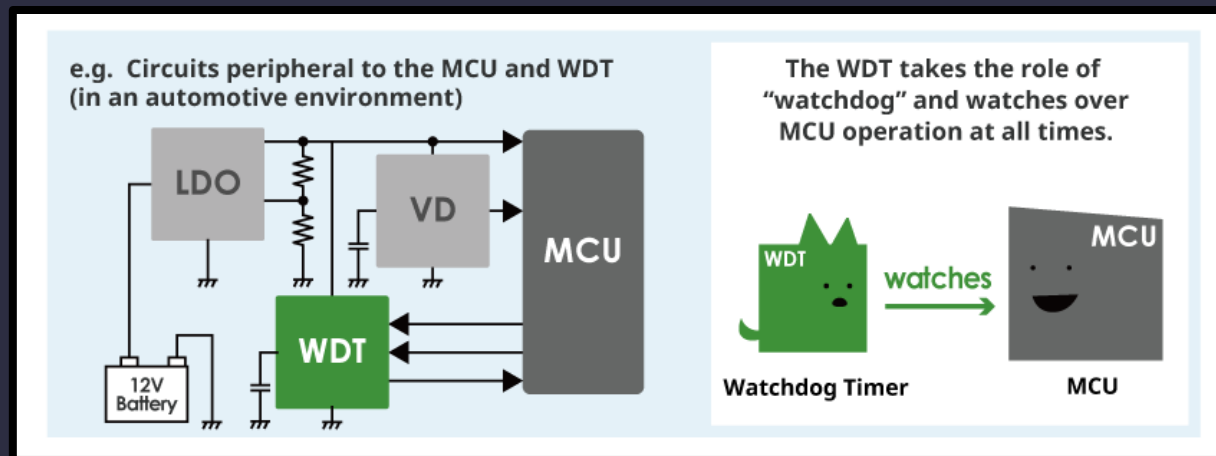 e.g. Circuits peripheral to the MCU and WDT
(in an automotive environment)
LDO
VD
MCU
WDT
12V
Battery
The WDT takes the role of
“watchdog” and watches over
MCU operation at all times.
WDT
watches
MCU
Watchdog Timer
MCU